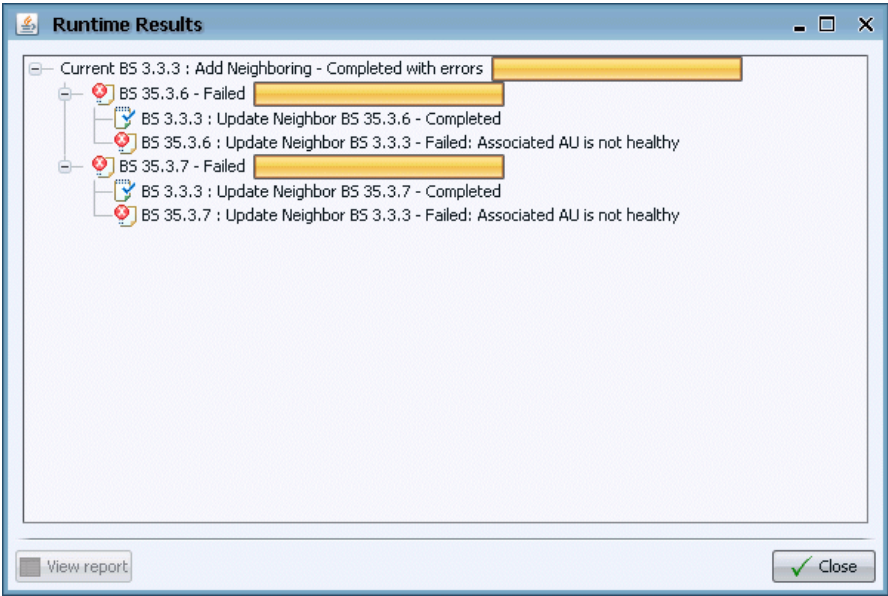 Runtime Results
Current BS 3.3.3 : Add Neighboring - Completed with errors
BS 35.3.6 - Failed
BS 3.3.3 : Update Neighbor BS 35.3.6 - Completed
BS 35.3.6 : Update Neighbor BS 3.3.3 - Failed: Associated AU is not healthy
BS 35.3.7 - Failed
BS 3.3.3 : Update Neighbor BS 35.3.7 - Completed
BS 35.3.7 : Update Neighbor BS 3.3.3 - Failed: Associated AU is not healthy
View report
Close